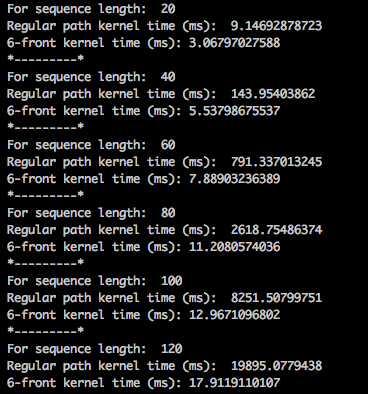 For sequence length:  20
Regular path kernel time (ms):  9.14692878723
6-front kernel time (ms): 3.06797027588
*---------*
For sequence length:  40
Regular path kernel time (ms):  143.95403862
6-front kernel time (ms): 5.53798675537
*---------*
For sequence length:  60
Regular path kernel time (ms):  791.337013245
6-front kernel time (ms): 7.88903236389
*---------*
For sequence length:  80
Regular path kernel time (ms):  2618.75486374
6-front kernel time (ms): 11.2080574036
*---------*
For sequence length:  100
Regular path kernel time (ms):  8251.50799751
6-front kernel time (ms): 12.9671096802
*---------*
For sequence length:  120
Regular path kernel time (ms):  19895.0779438
6-front kernel time (ms): 17.9119110107